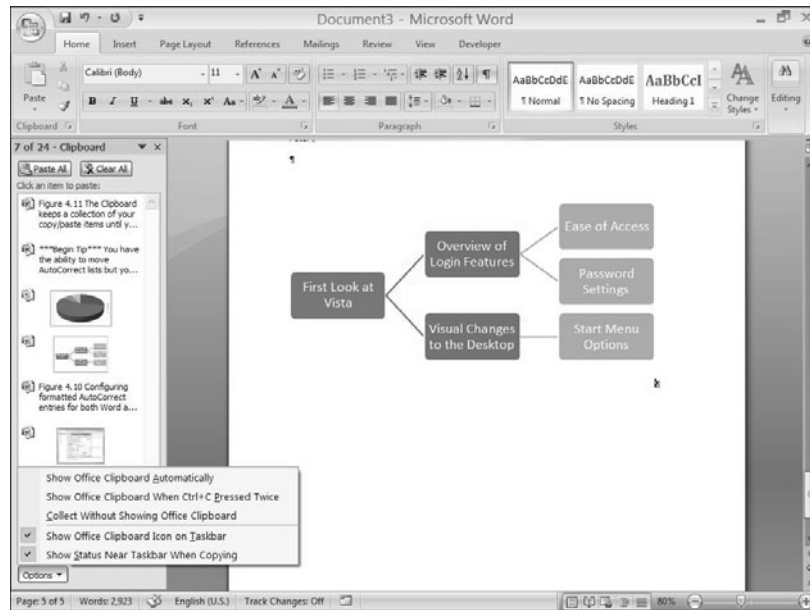 Document3 - Microsoft Word
Home Insert Page Layout References Mailings Review View Developer
Paste
Calibri (Body) 11
B I U abc X₂ X² Aa A
AaBbCcDdE AaBbCcDdE AaBbCcI
¶ Normal ¶ No Spacing Heading 1
Change Styles
Editing
Clipboard Font Paragraph Styles
7 of 24 - Clipboard
Paste All Clear All
Click an item to paste:
Figure 4.11 The Clipboard
keeps a collection of your
copy/paste items until y...
***Begin Tip*** You have
the ability to move
AutoCorrect lists but yo...
Figure 4.10 Configuring
formatted AutoCorrect
entries for both Word a...
Show Office Clipboard Automatically
Show Office Clipboard When Ctrl+C Pressed Twice
Collect Without Showing Office Clipboard
Show Office Clipboard Icon on Taskbar
Show Status Near Taskbar When Copying
Options
¶
First Look at
Vista
Overview of
Login Features
Visual Changes
to the Desktop
Ease of Access
Password
Settings
Start Menu
Options
Page: 5 of 5 Words: 2,923 English (U.S.) Track Changes: Off 80%